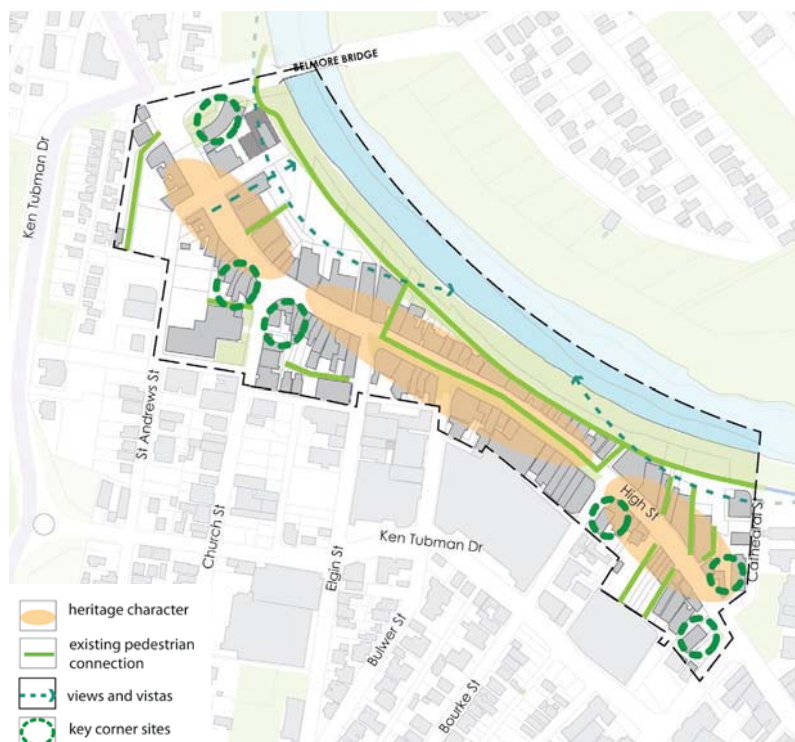 BELMORE BRIDGE
Ken Tubman Dr
St Andrews St
Church St
Elgin St
Ken Tubman Dr
High St
Cathedral St
Bulwer St
Bourke St
heritage character
existing pedestrian
connection
views and vistas
key corner sites